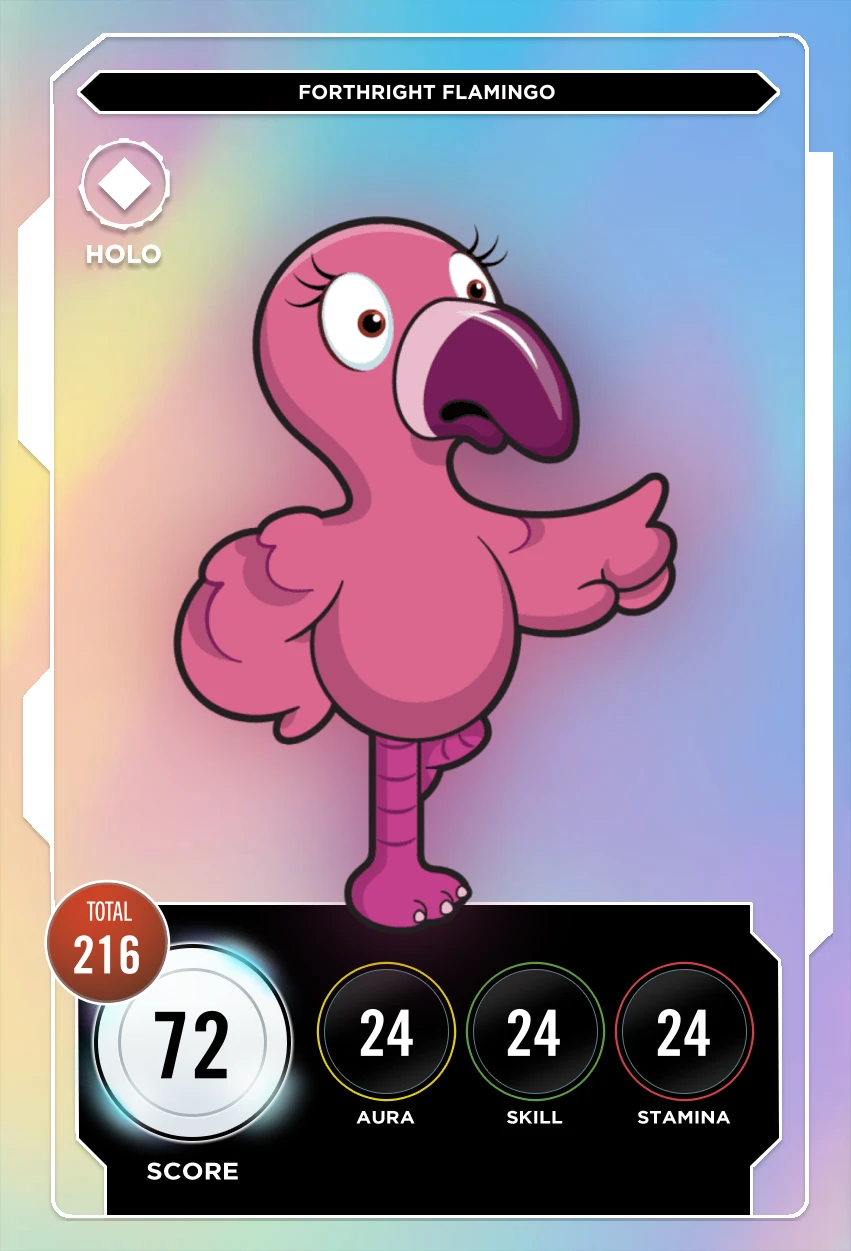 FORTHRIGHT FLAMINGO
HOLO
TOTAL
216
72
SCORE
24
AURA
24
SKILL
24
STAMINA